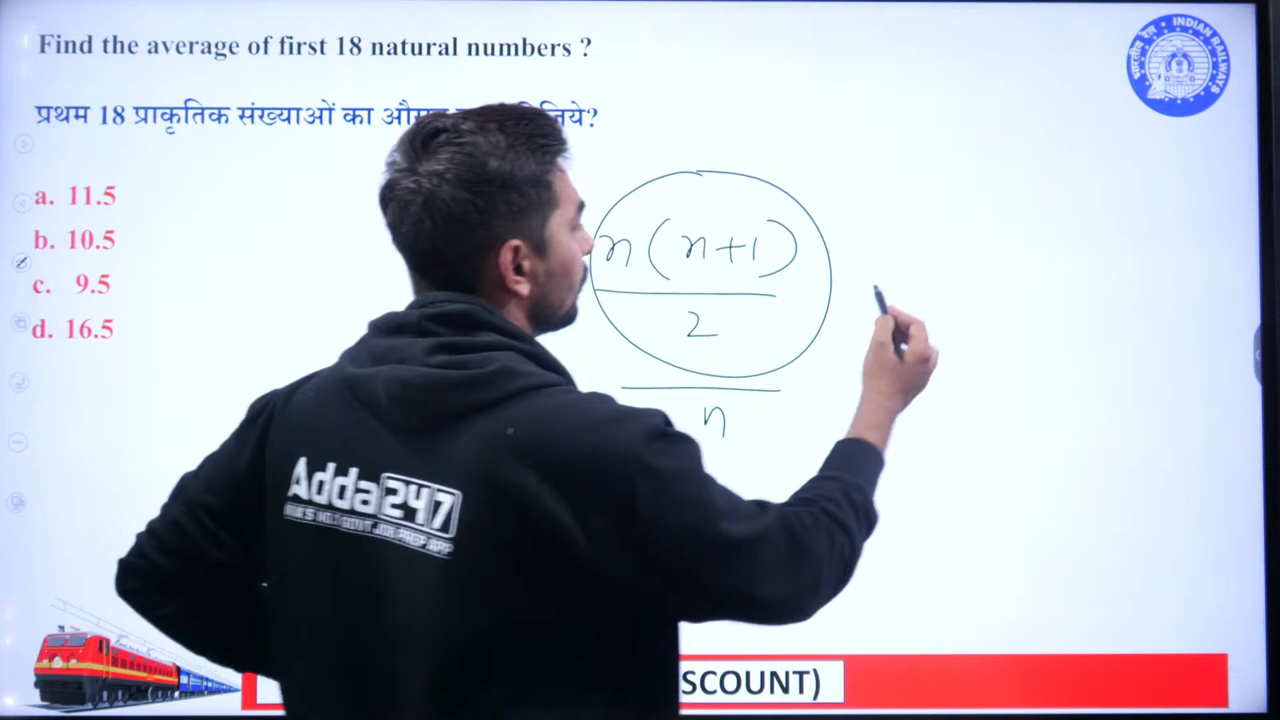 Find the average of first 18 natural numbers ?
प्रथम 18 प्राकृतिक संख्याओं का
a. 11.5
b. 10.5
c. 9.5
d. 16.5
n(n+1)
2
n
Adda247
INDIAN RAILWAYS
भारतीय रेल
SCOUNT)